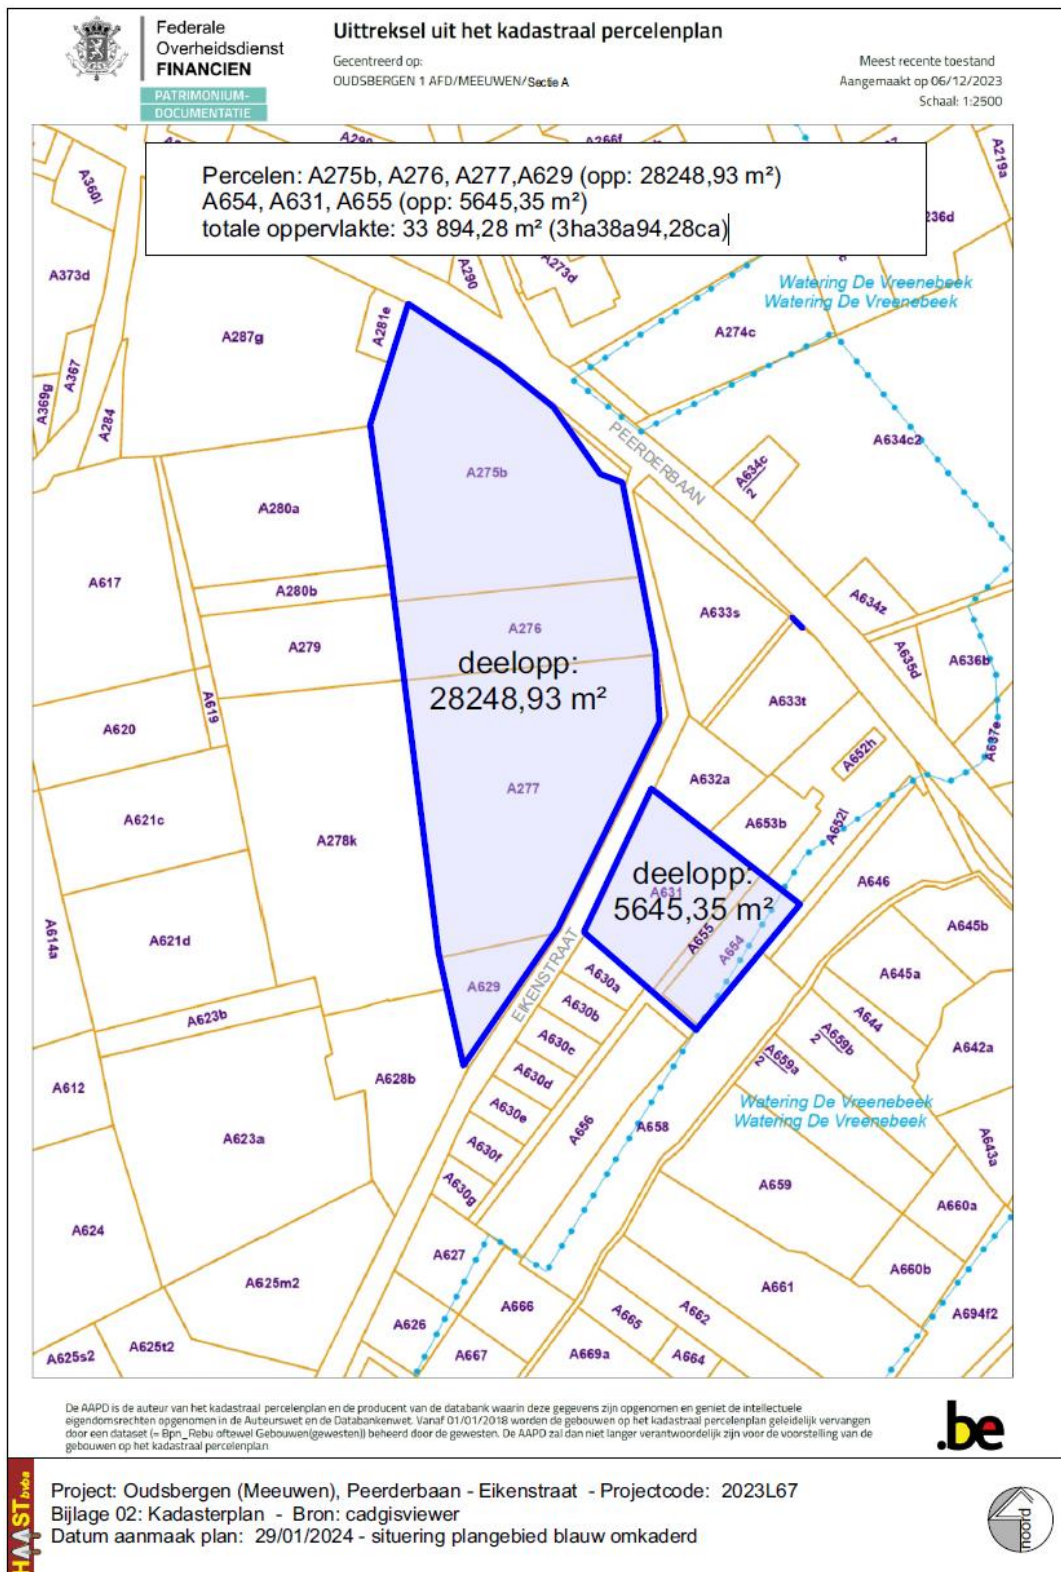 Federale
Overheidsdienst
FINANCIEN
PATRIMONIUM-
DOCUMENTATIE
Uittreksel uit het kadastraal percelenplan
Gecentreerd op:
OUDSBERGEN 1 AFD/MEEUWEN/Sectie A
Meest recente toestand
Aangemaakt op 06/12/2023
Schaal: 1:2500
Percelen: A275b, A276, A277,A629 (opp: 28248,93 m²)
A654, A631, A655 (opp: 5645,35 m²)
totale oppervlakte: 33 894,28 m² (3ha38a94,28ca)
A266f
A219a
A360l
236d
A373d
A290
A273d
Watering De Vreenebeek
Watering De Vreenebeek
A287g
A281e
A274c
A367
A369g
A284
PEERDERBAAN
A634c2
A275b
A634c
2
A280a
A617
A280b
A634z
A633s
A276
A279
A635d
A636b
deelopp:
28248,93 m²
A619
A633t
A620
A637e
A652h
A632a
A277
A621c
A653b
A652l
A278k
deelopp:
A631
5645,35 m²
A646
A645b
A614a
A621d
A655
A654
EIKENSTRAAT
A629
A630a
A645a
A623b
A630b
A644
A659b
2
A630c
A642a
A659a
2
A612
A628b
A630d
Watering De Vreenebeek
Watering De Vreenebeek
A630e
A656
A658
A623a
A630f
A643a
A630g
A659
A660a
A624
A627
A660b
A625m2
A661
A666
A662
A626
A665
A694f2
A625t2
A625s2
A667
A669a
A664
De AAPD is de auteur van het kadastraal percelenplan en de producent van de databank waarin deze gegevens zijn opgenomen en geniet de intellectuele
eigendomsrechten opgenomen in de Auteurswet en de Databankenwet. Vanaf 01/01/2018 worden de gebouwen op het kadastraal percelenplan geleidelijk vervangen
door een dataset (= Bpn_Rebu oftewel Gebouwen(gewesten)) beheerd door de gewesten. De AAPD zal dan niet langer verantwoordelijk zijn voor de voorstelling van de
gebouwen op het kadastraal percelenplan
.be
HAAST bvba
Project: Oudsbergen (Meeuwen), Peerderbaan - Eikenstraat - Projectcode: 2023L67
Bijlage 02: Kadasterplan - Bron: cadgisviewer
Datum aanmaak plan: 29/01/2024 - situering plangebied blauw omkaderd
noord